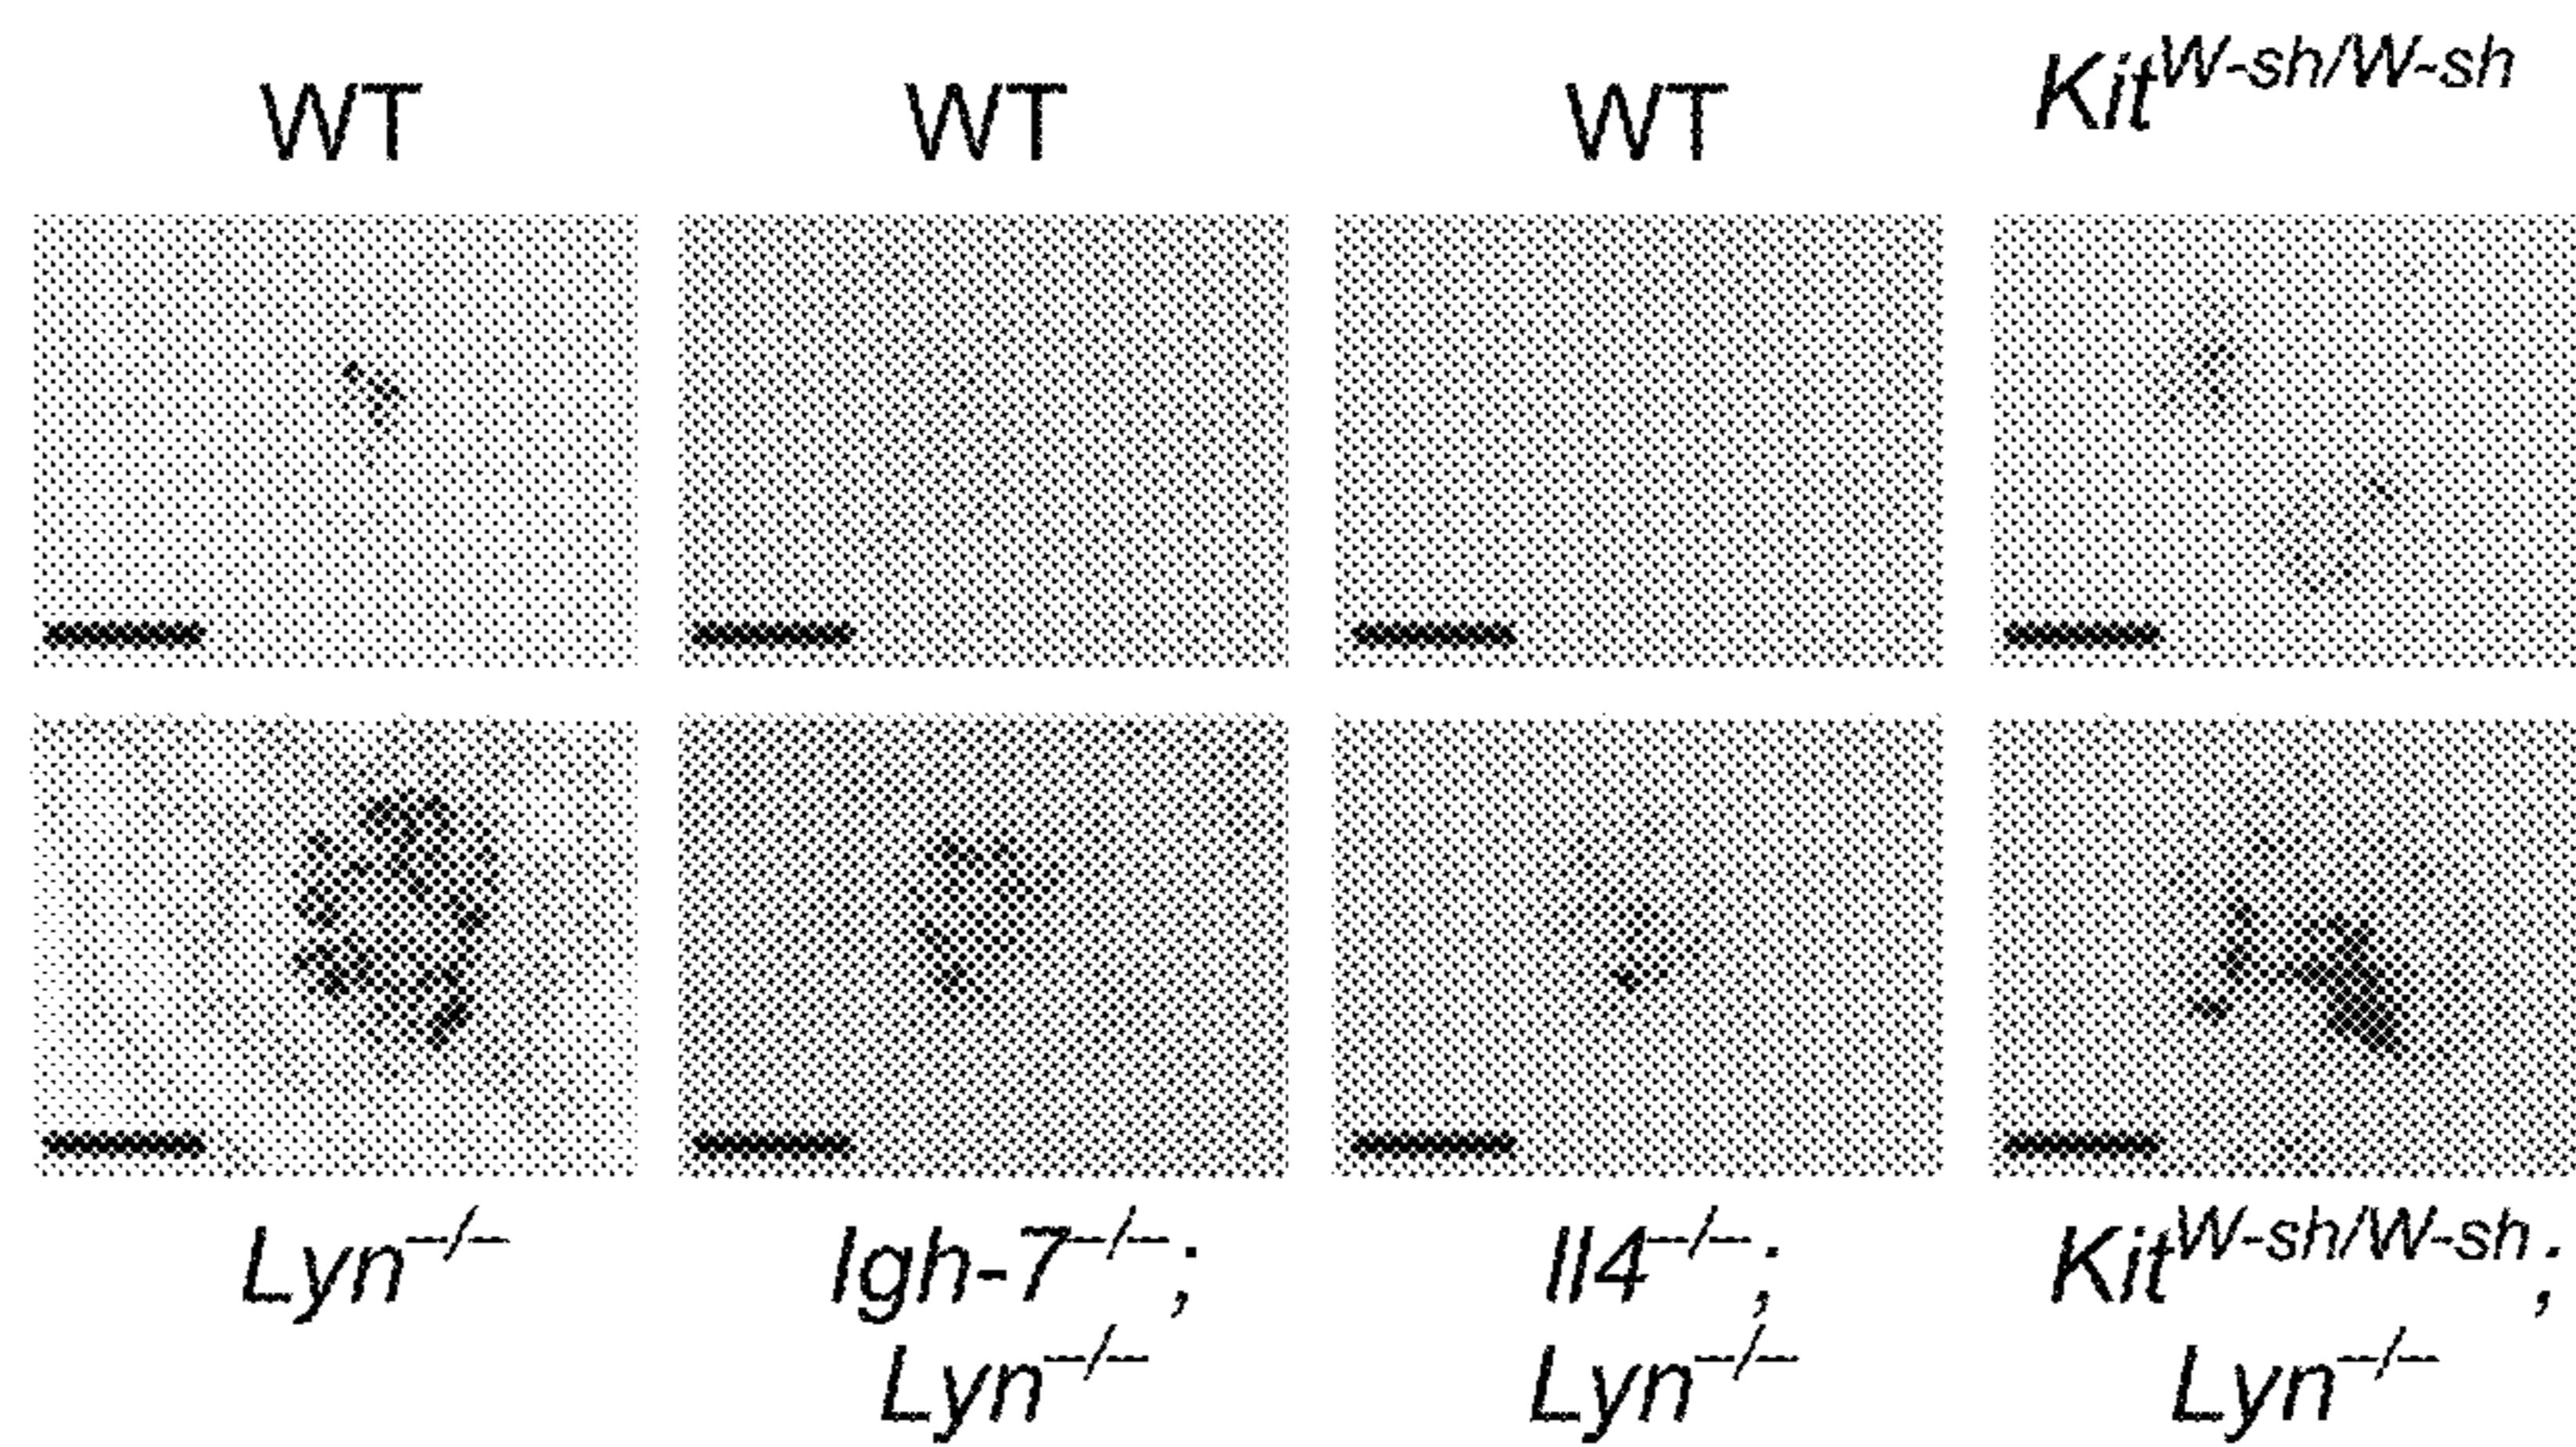 WT WT WT Kit^W-sh/W-sh
Lyn^–/– Igh-7^–/–; Il4^–/–; Kit^W-sh/W-sh;
Lyn^–/– Lyn^–/– Lyn^–/–